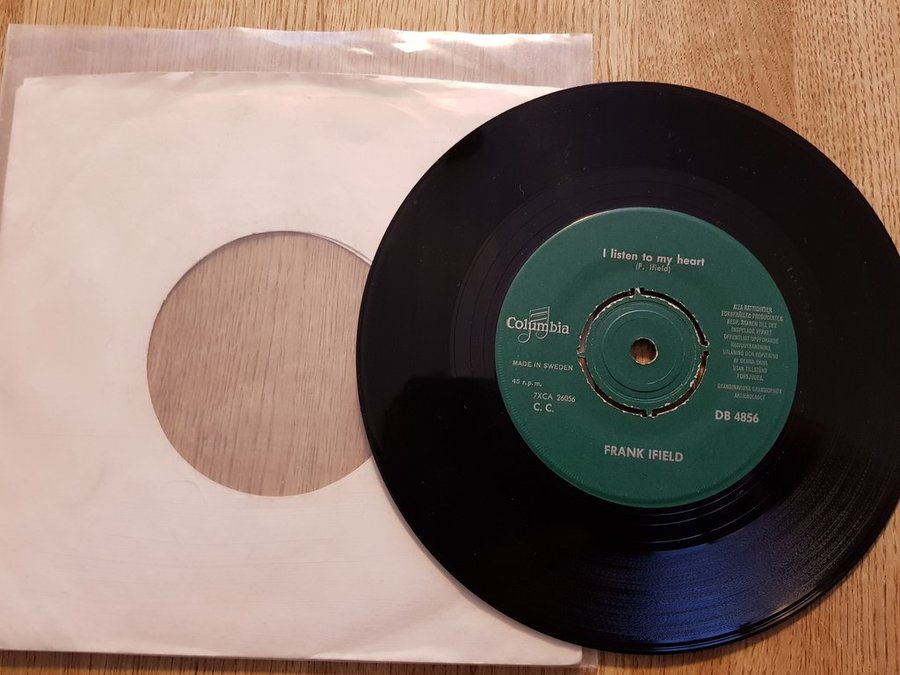 I listen to my heart
(F. Ifield)
Columbia
MADE IN SWEDEN
45 r.p.m.
7XCA 26056
C. C.
ALLA RÄTTIGHETER
FÖRBEHÅLLES PRODUCENTEN
RESP. ÄGAREN TILL DET
INSPELADE VERKET
OFFENTLIGT UPPFÖRANDE
RADIOUTSÄNDNING
UTLÅNING OCH KOPIERING
AV DENNA SKIVA
UTAN TILLSTÅND
FÖRBJUDES.
SKANDINAVISKA GRAMMOPHON
AKTIEBOLAGET
DB 4856
FRANK IFIELD